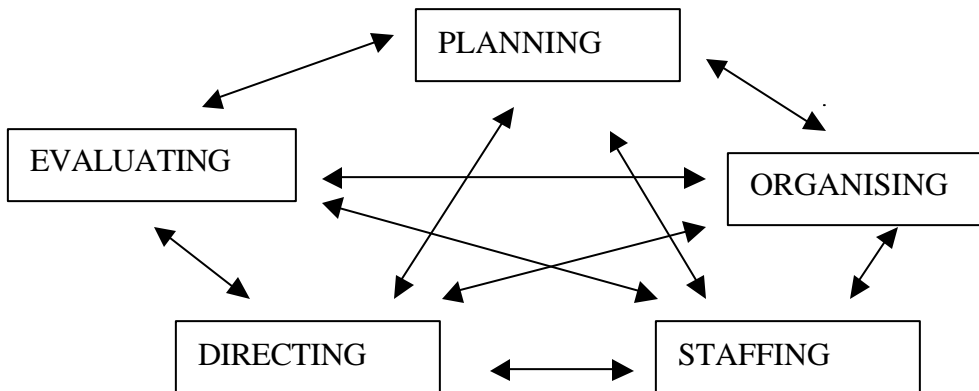 PLANNING
EVALUATING
ORGANISING
DIRECTING
STAFFING